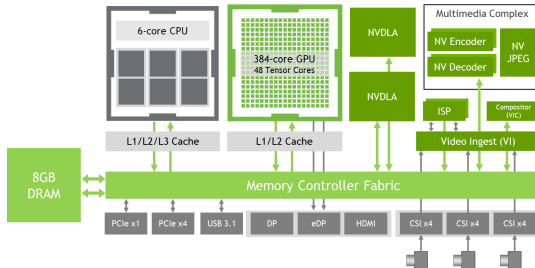 6-core CPU
384-core GPU
48 Tensor Cores
NVDLA
NVDLA
Multimedia Complex
NV Encoder
NV Decoder
NV
JPEG
ISP
Compositor
(VIC)
L1/L2/L3 Cache
L1/L2 Cache
Video Ingest (VI)
8GB
DRAM
Memory Controller Fabric
PCIe x1
PCIe x4
USB 3.1
DP
eDP
HDMI
CSI x4
CSI x4
CSI x4